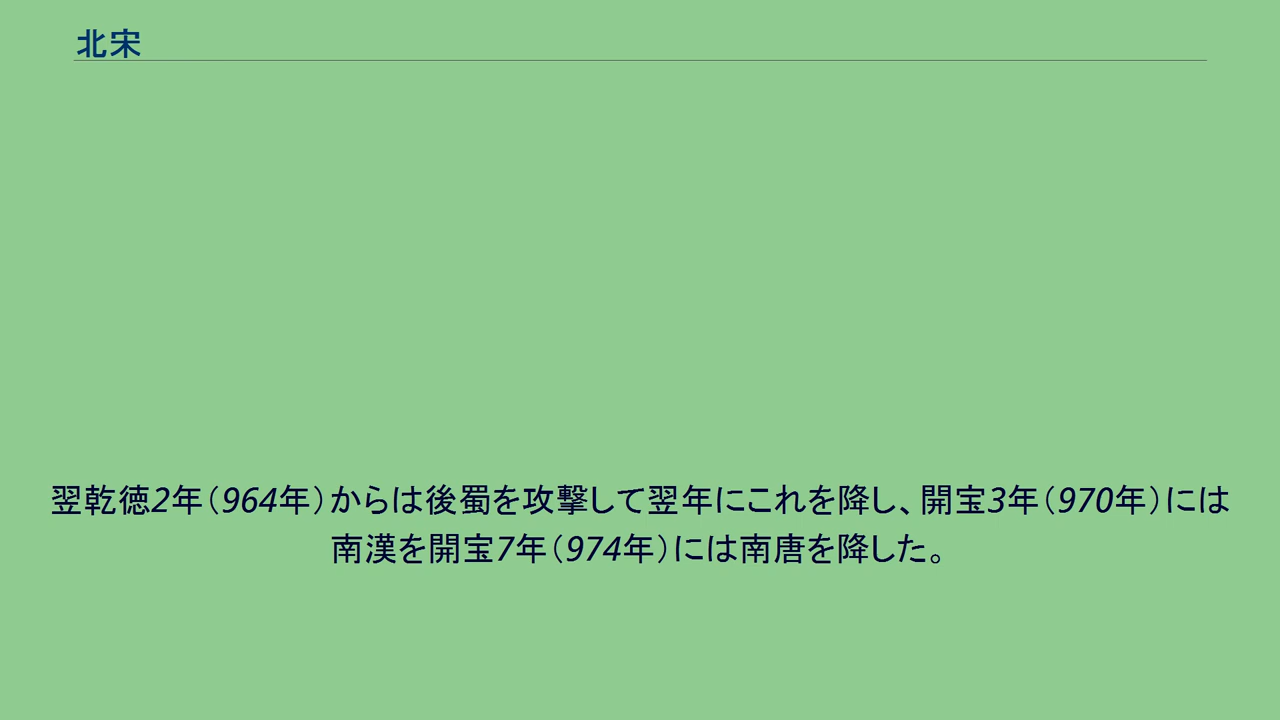 北宋
翌乾徳2年（964年）からは後蜀を攻撃して翌年にこれを降し、開宝3年（970年）には
南漢を開宝7年（974年）には南唐を降した。